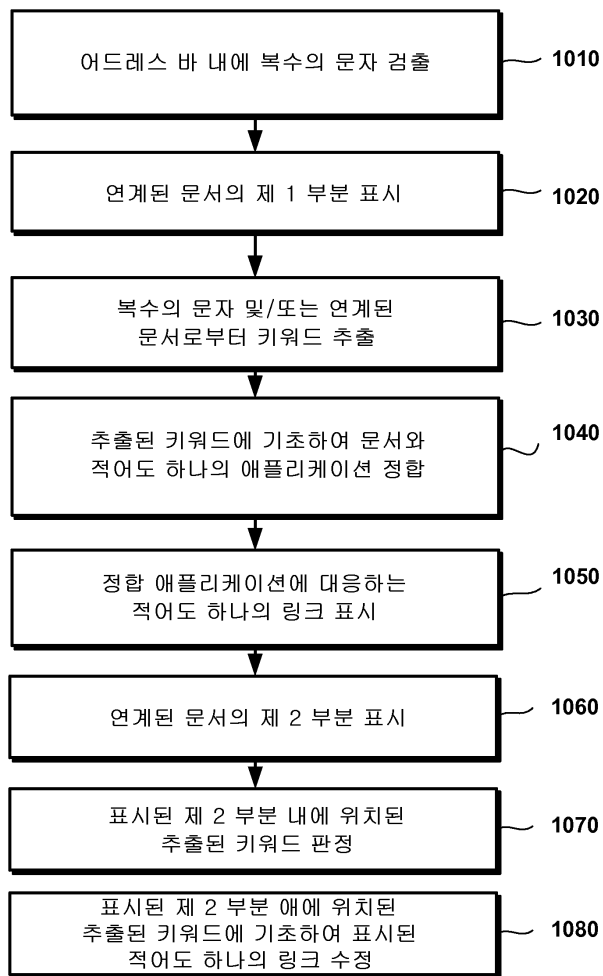 어드레스 바 내에 복수의 문자 검출
1010
연계된 문서의 제 1 부분 표시
1020
복수의 문자 및/또는 연계된
문서로부터 키워드 추출
1030
추출된 키워드에 기초하여 문서와
적어도 하나의 애플리케이션 정합
1040
정합 애플리케이션에 대응하는
적어도 하나의 링크 표시
1050
연계된 문서의 제 2 부분 표시
1060
표시된 제 2 부분 내에 위치된
추출된 키워드 판정
1070
표시된 제 2 부분 애에 위치된
추출된 키워드에 기초하여 표시된
적어도 하나의 링크 수정
1080